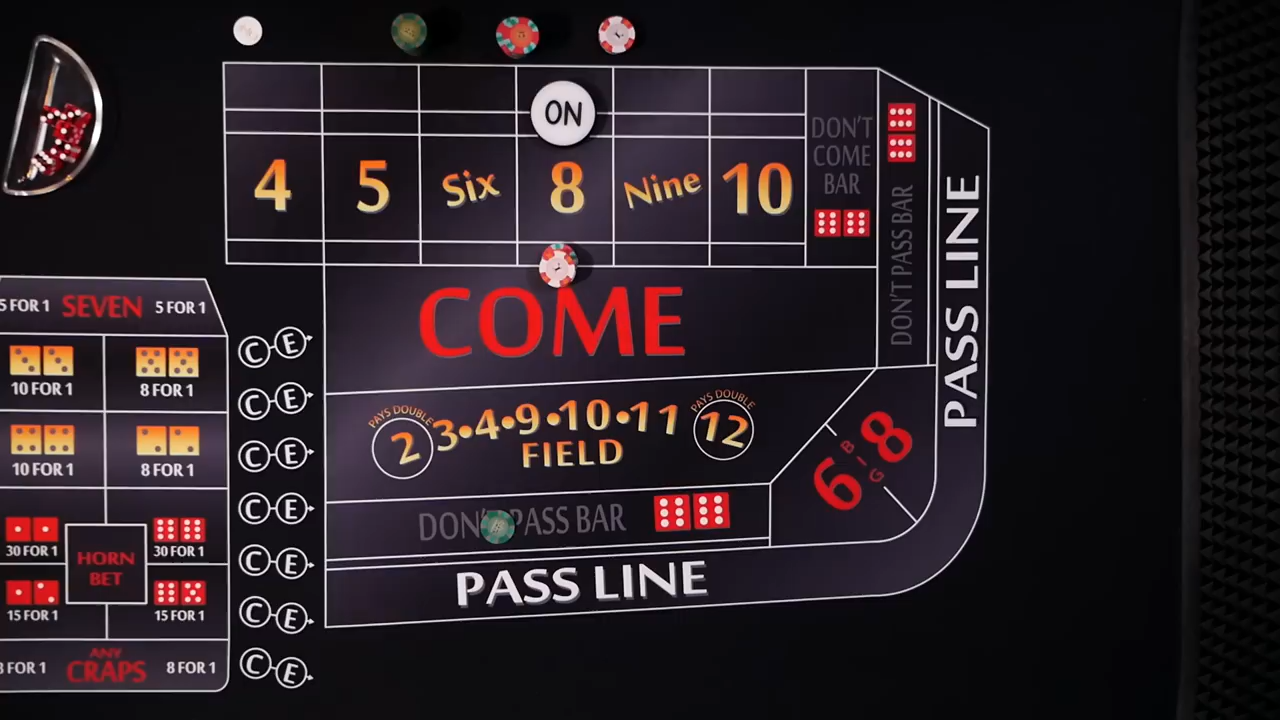 ON
4 5 Six 8 Nine 10
DON'T
COME
BAR
DON'T PASS BAR
PASS LINE
COME
PAYS DOUBLE
2
3•4•9•10•11
PAYS DOUBLE
12
FIELD
6 8
BIG
DON'T PASS BAR
PASS LINE
5 FOR 1 SEVEN 5 FOR 1
10 FOR 1 8 FOR 1
10 FOR 1 8 FOR 1
30 FOR 1 30 FOR 1
HORN
BET
15 FOR 1 15 FOR 1
ANY
CRAPS
8 FOR 1 8 FOR 1
C E
C E
C E
C E
C E
C E
C E